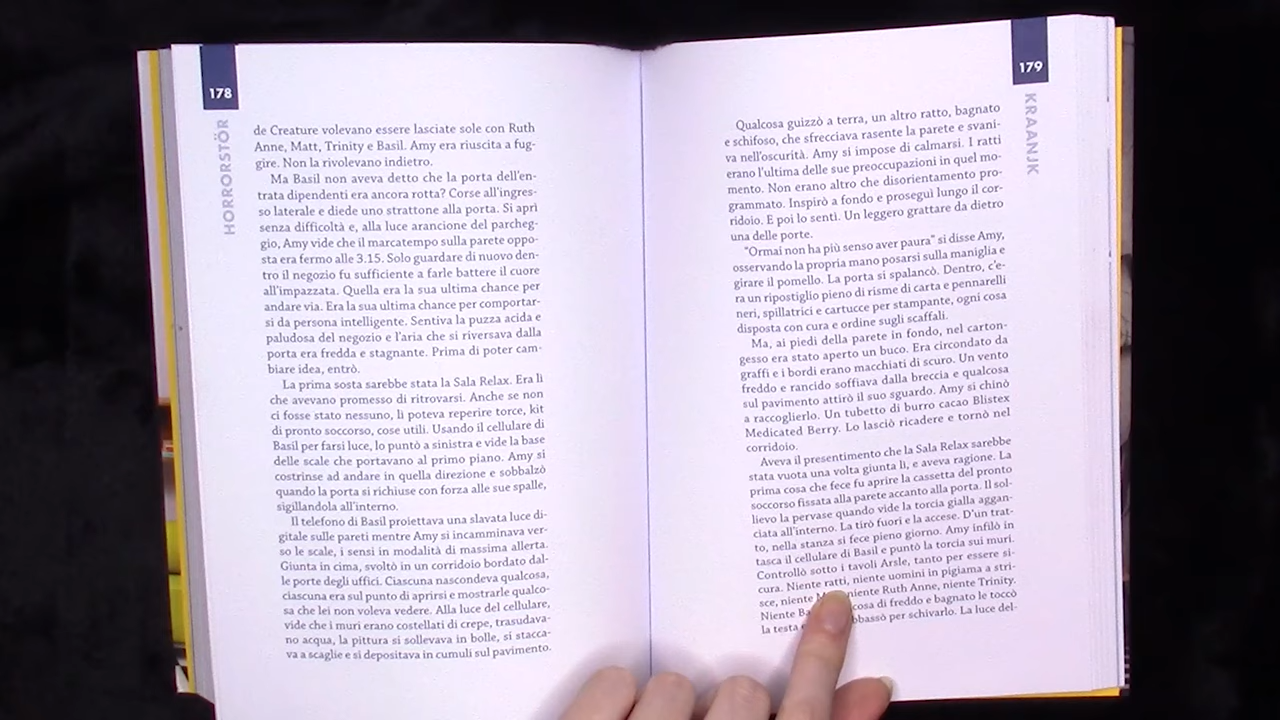 178
HORRORSTÖR
de Creature volevano essere lasciate sole con Ruth
Anne, Matt, Trinity e Basil. Amy era riuscita a fug-
gire. Non la rivolevano indietro.
Ma Basil non aveva detto che la porta dell'en-
trata dipendenti era ancora rotta? Corse all'ingres-
so laterale e diede uno strattone alla porta. Si aprì
senza difficoltà e, alla luce arancione del parcheg-
gio, Amy vide che il marcatempo sulla parete oppo-
sta era fermo alle 3.15. Solo guardare di nuovo den-
tro il negozio fu sufficiente a farle battere il cuore
all'impazzata. Quella era la sua ultima chance per
andare via. Era la sua ultima chance per comportar-
si da persona intelligente. Sentiva la puzza acida e
paludosa del negozio e l'aria che si riversava dalla
porta era fredda e stagnante. Prima di poter cam-
biare idea, entrò.
La prima sosta sarebbe stata la Sala Relax. Era lì
che avevano promesso di ritrovarsi. Anche se non
ci fosse stato nessuno, lì poteva reperire torce, kit
di pronto soccorso, cose utili. Usando il cellulare di
Basil per farsi luce, lo puntò a sinistra e vide la base
delle scale che portavano al primo piano. Amy si
costrinse ad andare in quella direzione e sobbalzò
quando la porta si richiuse con forza alle sue spalle,
sigillandola all'interno.
Il telefono di Basil proiettava una slavata luce di-
gitale sulle pareti mentre Amy si incamminava ver-
so le scale, i sensi in modalità di massima allerta.
Giunta in cima, svoltò in un corridoio bordato dal-
le porte degli uffici. Ciascuna nascondeva qualcosa,
ciascuna era sul punto di aprirsi e mostrarle qualco-
sa che lei non voleva vedere. Alla luce del cellulare,
vide che i muri erano costellati di crepe, trasudava-
no acqua, la pittura si sollevava in bolle, si stacca-
va a scaglie e si depositava in cumuli sul pavimento.
179
KRAANJK
Qualcosa guizzò a terra, un altro ratto, bagnato
e schifoso, che sfrecciava rasente la parete e svani-
va nell'oscurità. Amy si impose di calmarsi. I ratti
erano l'ultima delle sue preoccupazioni in quel mo-
mento. Non erano altro che disorientamento pro-
grammato. Inspirò a fondo e proseguì lungo il cor-
ridoio. E poi lo sentì. Un leggero grattare da dietro
una delle porte.
"Ormai non ha più senso aver paura" si disse Amy,
osservando la propria mano posarsi sulla maniglia e
girare il pomello. La porta si spalancò. Dentro, c'e-
ra un ripostiglio pieno di risme di carta e pennarelli
neri, spillatrici e cartucce per stampante, ogni cosa
disposta con cura e ordine sugli scaffali.
Ma, ai piedi della parete in fondo, nel carton-
gesso era stato aperto un buco. Era circondato da
graffi e i bordi erano macchiati di scuro. Un vento
freddo e rancido soffiava dalla breccia e qualcosa
sul pavimento attirò il suo sguardo. Amy si chinò
a raccoglierlo. Un tubetto di burro cacao Blistex
Medicated Berry. Lo lasciò ricadere e tornò nel
corridoio.
Aveva il presentimento che la Sala Relax sarebbe
stata vuota una volta giunta lì, e aveva ragione. La
prima cosa che fece fu aprire la cassetta del pronto
soccorso fissata alla parete accanto alla porta. Il sol-
lievo la pervase quando vide la torcia gialla aggan-
ciata all'interno. La tirò fuori e la accese. D'un trat-
to, nella stanza si fece pieno giorno. Amy infilò in
tasca il cellulare di Basil e puntò la torcia sui muri.
Controllò sotto i tavoli Arsle, tanto per essere si-
cura. Niente ratti, niente uomini in pigiama a stri-
sce, niente niente Ruth Anne, niente Trinity.
Niente cosa di freddo e bagnato le toccò
la testa abbassò per schivarlo. La luce del-